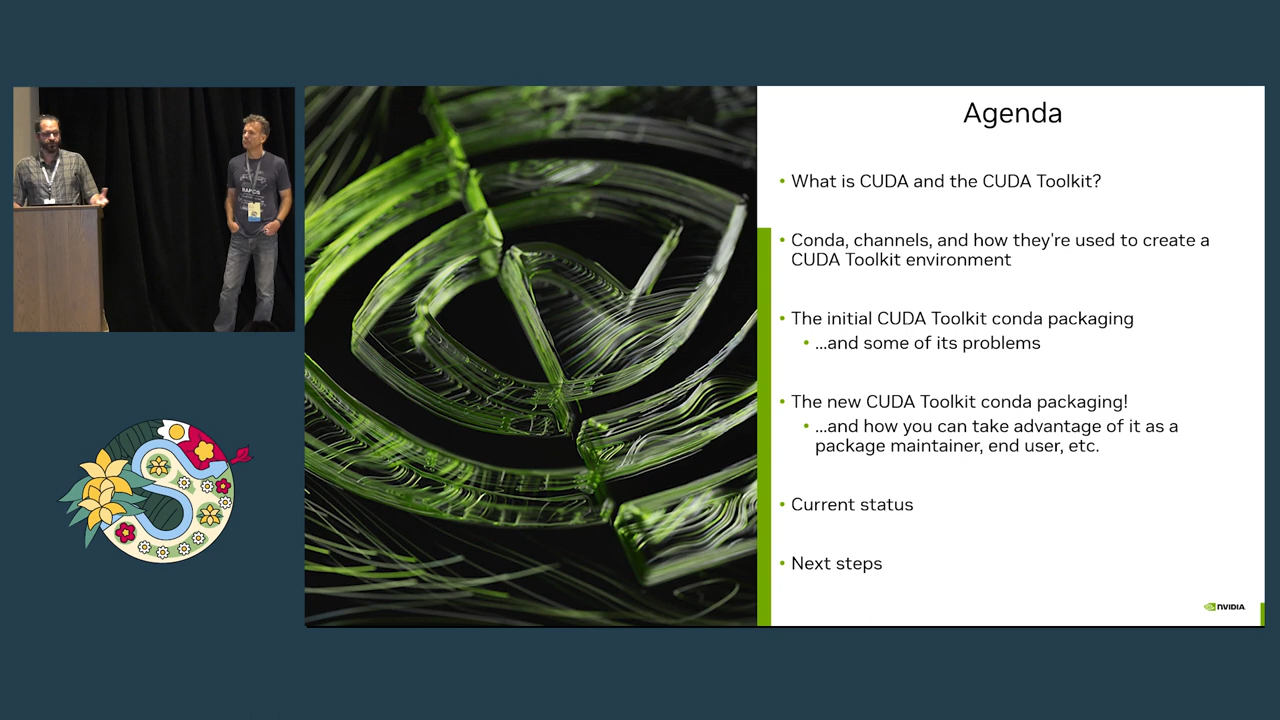 RAPIDS
Agenda
• What is CUDA and the CUDA Toolkit?
• Conda, channels, and how they're used to create a
CUDA Toolkit environment
• The initial CUDA Toolkit conda packaging
• ...and some of its problems
• The new CUDA Toolkit conda packaging!
• ...and how you can take advantage of it as a
package maintainer, end user, etc.
• Current status
• Next steps
NVIDIA.